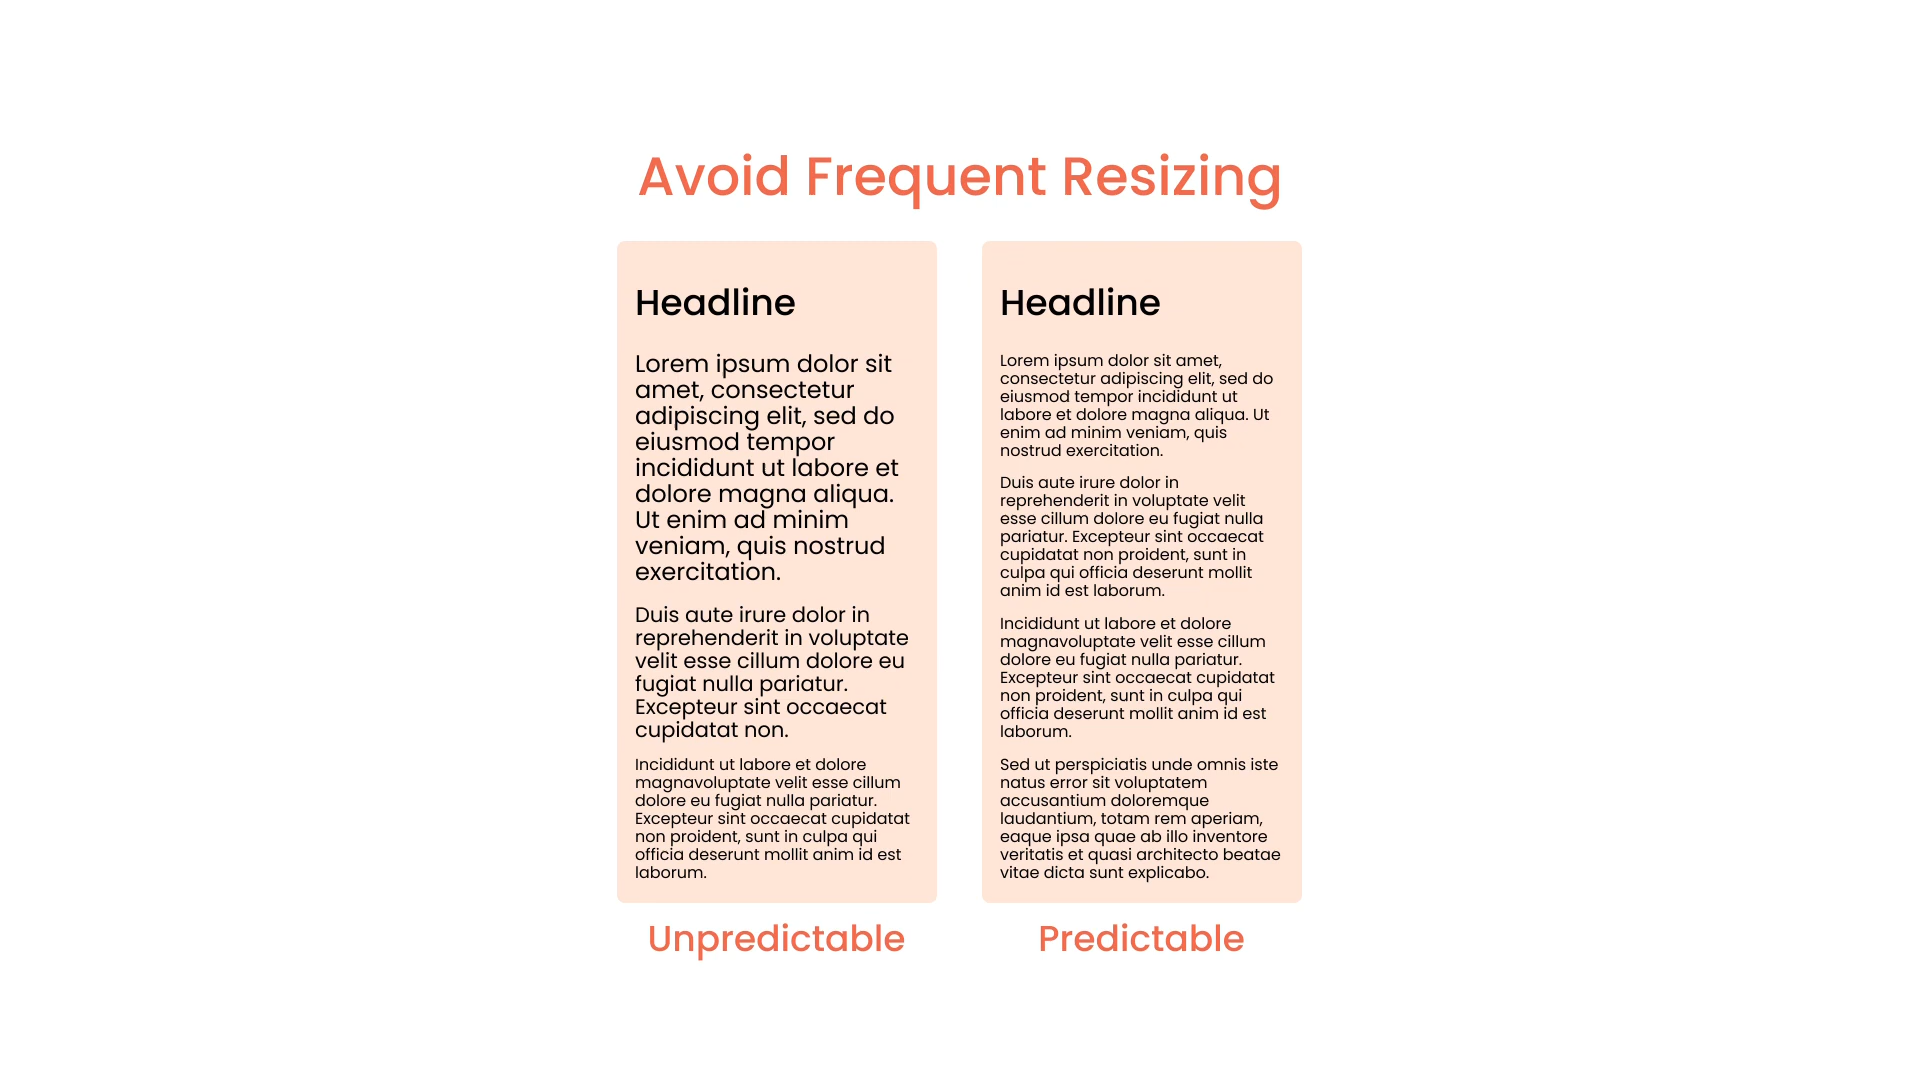 Avoid Frequent Resizing
Headline
Lorem ipsum dolor sit
amet, consectetur
adipiscing elit, sed do
eiusmod tempor
incididunt ut labore et
dolore magna aliqua.
Ut enim ad minim
veniam, quis nostrud
exercitation.
Duis aute irure dolor in
reprehenderit in voluptate
velit esse cillum dolore eu
fugiat nulla pariatur.
Excepteur sint occaecat
cupidatat non.
Incididunt ut labore et dolore
magnavoluptate velit esse cillum
dolore eu fugiat nulla pariatur.
Excepteur sint occaecat cupidatat
non proident, sunt in culpa qui
officia deserunt mollit anim id est
laborum.
Unpredictable
Headline
Lorem ipsum dolor sit amet,
consectetur adipiscing elit, sed do
eiusmod tempor incididunt ut
labore et dolore magna aliqua. Ut
enim ad minim veniam, quis
nostrud exercitation.
Duis aute irure dolor in
reprehenderit in voluptate velit
esse cillum dolore eu fugiat nulla
pariatur. Excepteur sint occaecat
cupidatat non proident, sunt in
culpa qui officia deserunt mollit
anim id est laborum.
Incididunt ut labore et dolore
magnavoluptate velit esse cillum
dolore eu fugiat nulla pariatur.
Excepteur sint occaecat cupidatat
non proident, sunt in culpa qui
officia deserunt mollit anim id est
laborum.
Sed ut perspiciatis unde omnis iste
natus error sit voluptatem
accusantium doloremque
laudantium, totam rem aperiam,
eaque ipsa quae ab illo inventore
veritatis et quasi architecto beatae
vitae dicta sunt explicabo.
Predictable